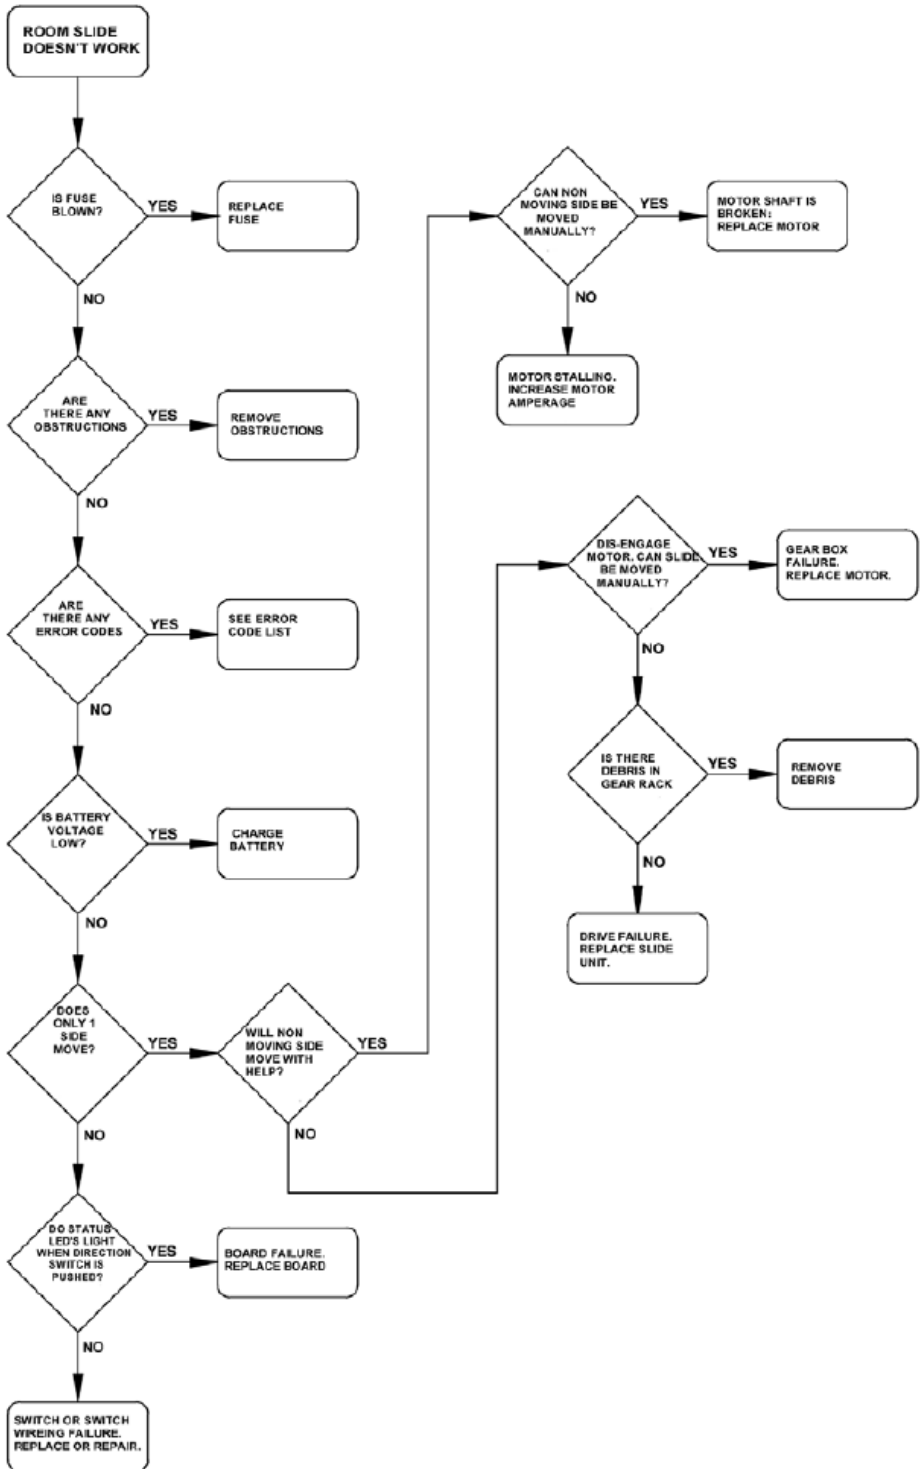 ROOM SLIDE
DOESN'T WORK
IS FUSE
BLOWN?
YES
REPLACE
FUSE
NO
ARE
THERE ANY
OBSTRUCTIONS
YES
REMOVE
OBSTRUCTIONS
NO
ARE
THERE ANY
ERROR CODES
YES
SEE ERROR
CODE LIST
NO
IS BATTERY
VOLTAGE
LOW?
YES
CHARGE
BATTERY
NO
DOES
ONLY 1
SIDE
MOVE?
YES
WILL NON
MOVING SIDE
MOVE WITH
HELP?
YES
NO
NO
DO STATUS
LED'S LIGHT
WHEN DIRECTION
SWITCH IS
PUSHED?
YES
BOARD FAILURE.
REPLACE BOARD
NO
SWITCH OR SWITCH
WIREING FAILURE.
REPLACE OR REPAIR.
CAN NON
MOVING SIDE BE
MOVED
MANUALLY?
YES
MOTOR SHAFT IS
BROKEN:
REPLACE MOTOR
NO
MOTOR STALLING.
INCREASE MOTOR
AMPERAGE
DIS-ENGAGE
MOTOR. CAN SLIDE
BE MOVED
MANUALLY?
YES
GEAR BOX
FAILURE.
REPLACE MOTOR.
NO
IS THERE
DEBRIS IN
GEAR RACK
YES
REMOVE
DEBRIS
NO
DRIVE FAILURE.
REPLACE SLIDE
UNIT.